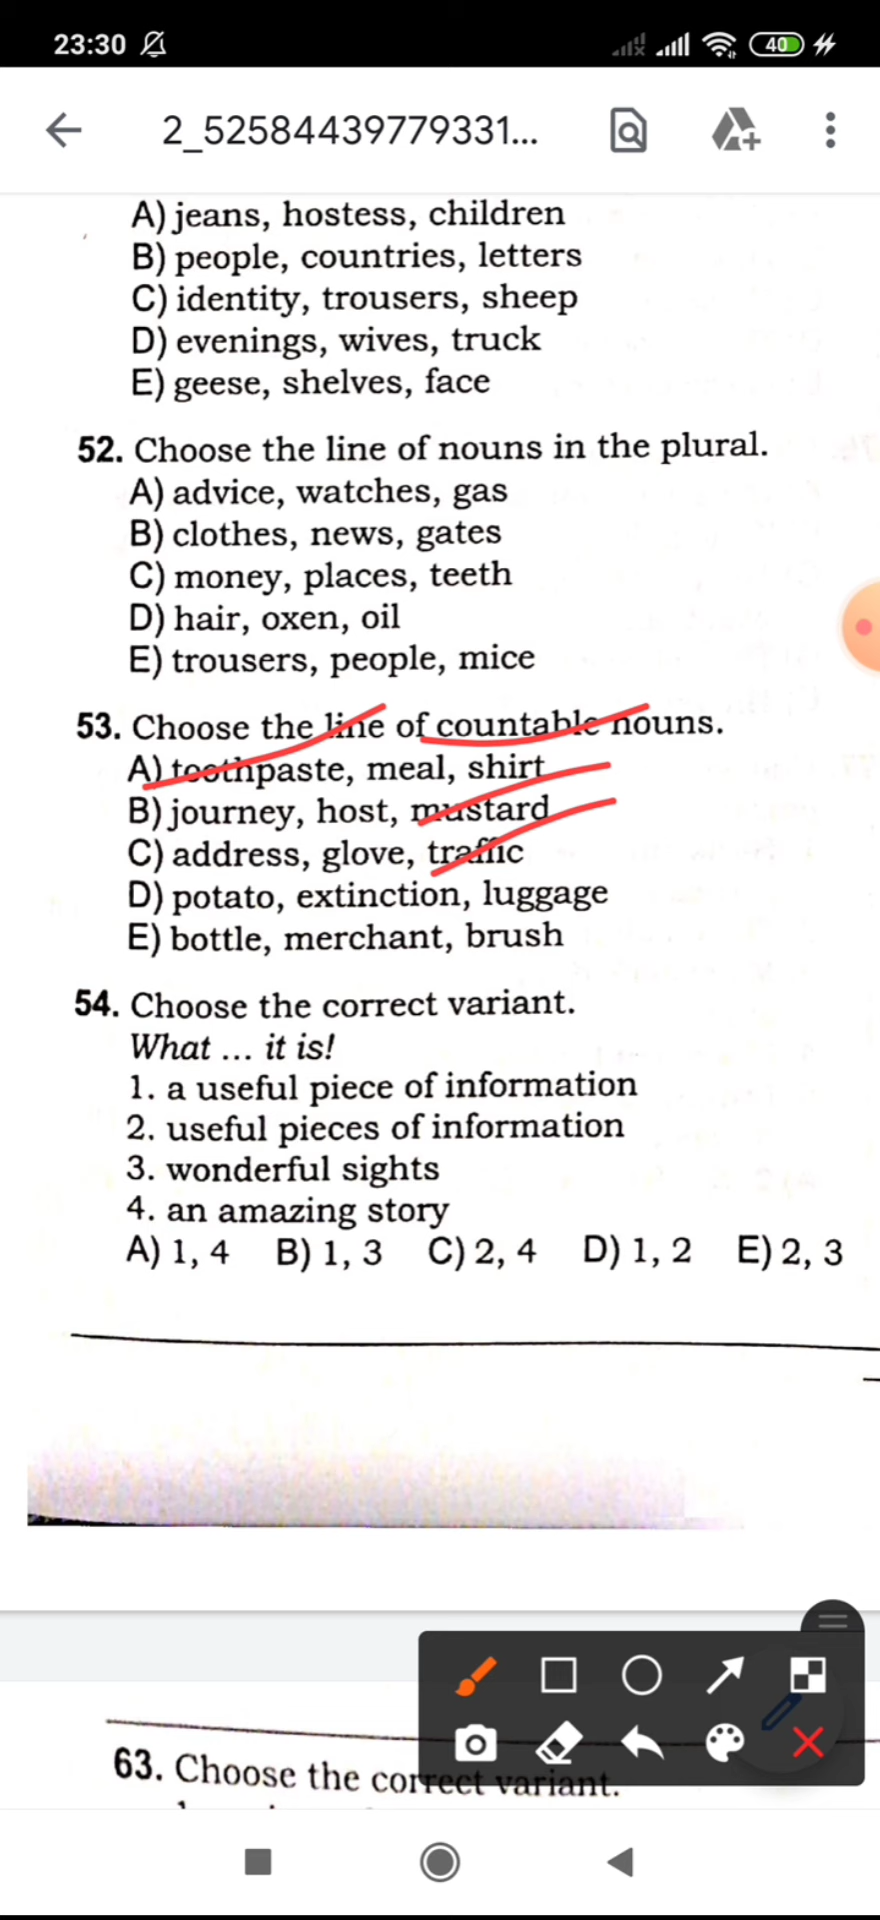 23:30
40
2_52584439779331...
A) jeans, hostess, children
B) people, countries, letters
C) identity, trousers, sheep
D) evenings, wives, truck
E) geese, shelves, face
52. Choose the line of nouns in the plural.
A) advice, watches, gas
B) clothes, news, gates
C) money, places, teeth
D) hair, oxen, oil
E) trousers, people, mice
53. Choose the line of countable nouns.
A) toothpaste, meal, shirt
B) journey, host, mustard
C) address, glove, traffic
D) potato, extinction, luggage
E) bottle, merchant, brush
54. Choose the correct variant.
What ... it is!
1. a useful piece of information
2. useful pieces of information
3. wonderful sights
4. an amazing story
A) 1, 4 B) 1, 3 C) 2, 4 D) 1, 2 E) 2, 3
63. Choose the correct variant.